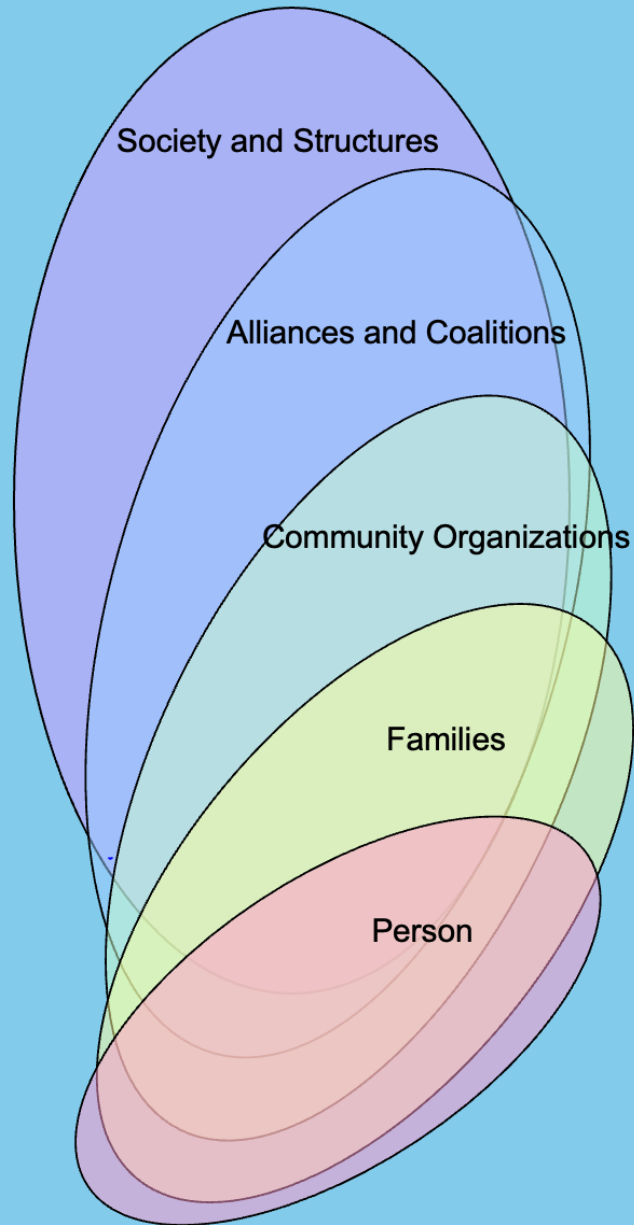 Society and Structures
Alliances and Coalitions
Community Organizations
Families
Person